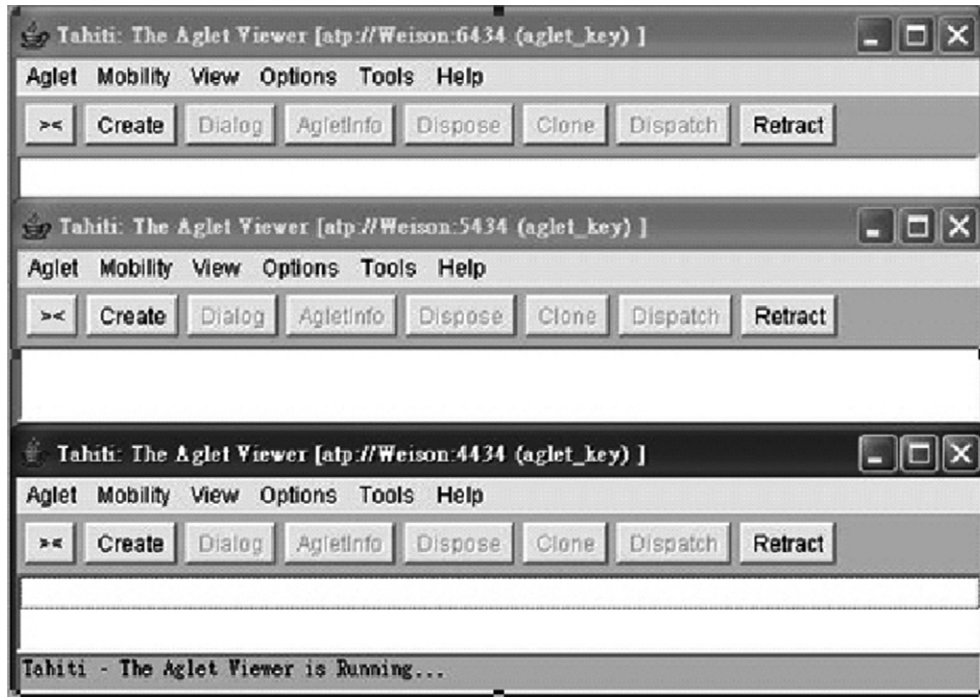 Tahiti: The Aglet Viewer [atp://Weison:6434 (aglet_key) ]
Aglet Mobility View Options Tools Help
>< Create Dialog AgletInfo Dispose Clone Dispatch Retract
Tahiti: The Aglet Viewer [atp://Weison:5434 (aglet_key) ]
Aglet Mobility View Options Tools Help
>< Create Dialog AgletInfo Dispose Clone Dispatch Retract
Tahiti: The Aglet Viewer [atp://Weison:4434 (aglet_key) ]
Aglet Mobility View Options Tools Help
>< Create Dialog AgletInfo Dispose Clone Dispatch Retract
Tahiti - The Aglet Viewer is Running...